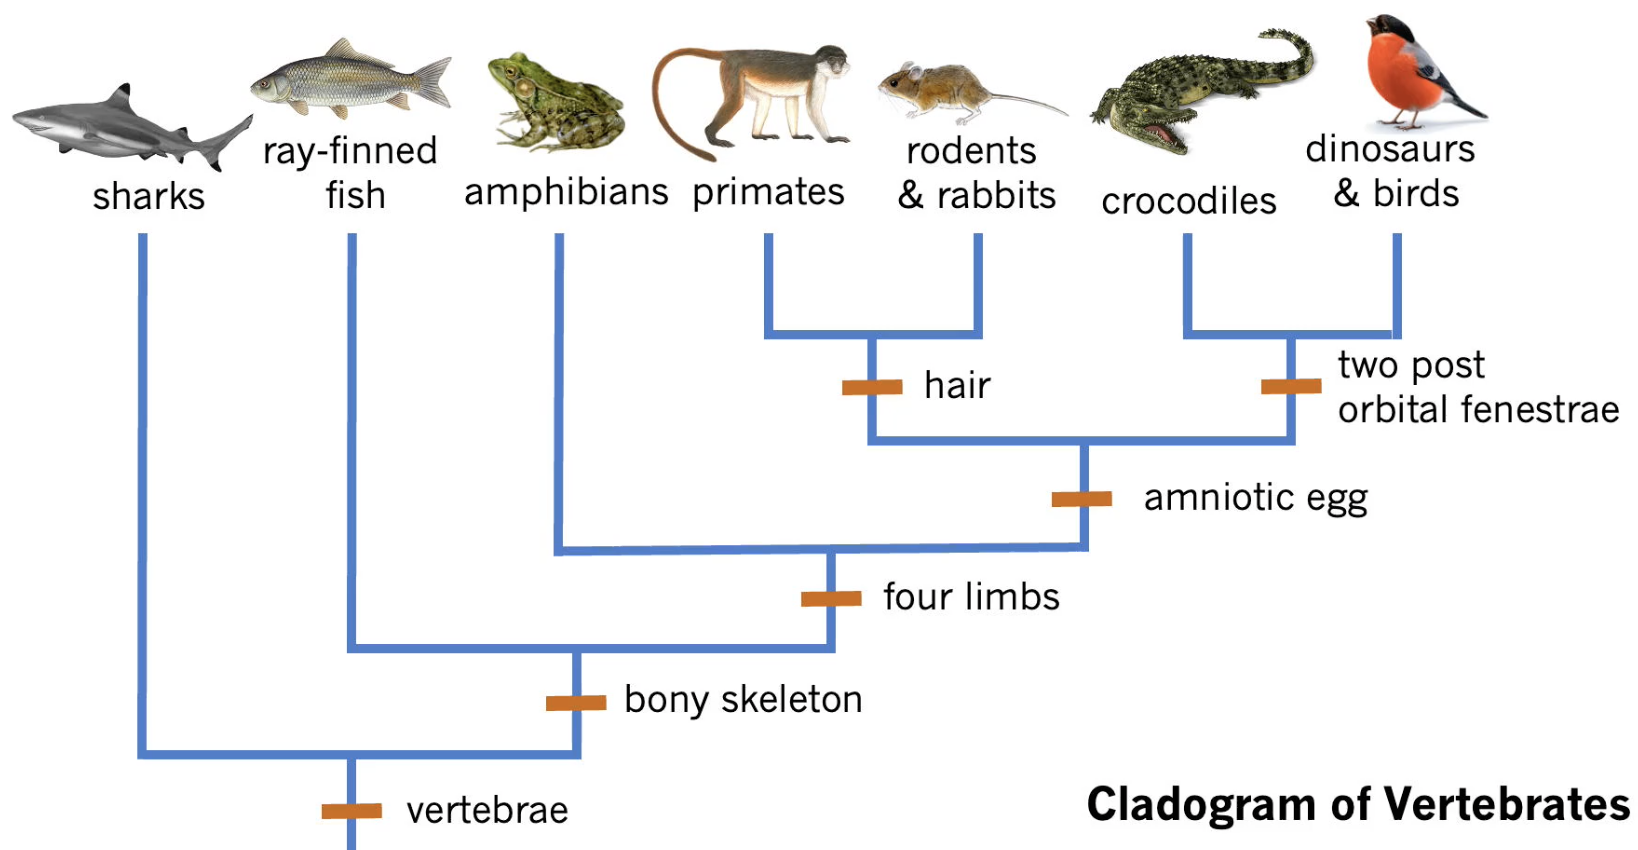 sharks
ray-finned
fish
amphibians
primates
rodents
& rabbits
crocodiles
dinosaurs
& birds
hair
two post
orbital fenestrae
amniotic egg
four limbs
bony skeleton
vertebrae
Cladogram of Vertebrates